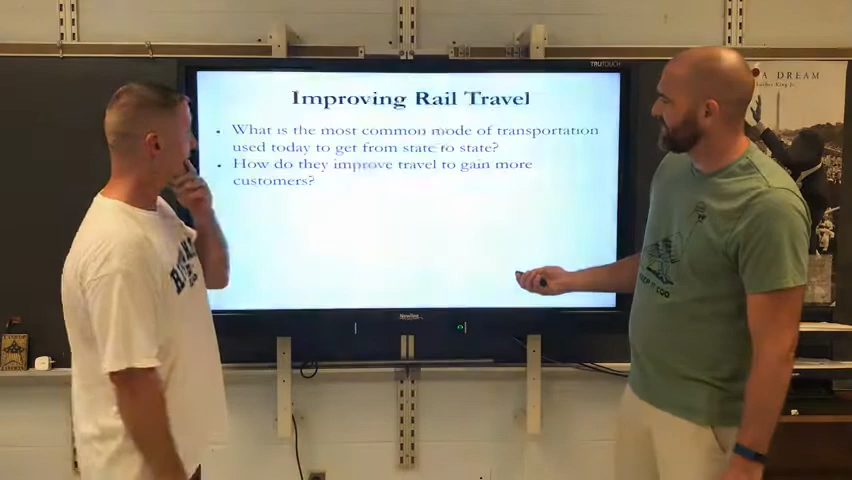 TRUTOUCH
Improving Rail Travel
• What is the most common mode of transportation
used today to get from state to state?
• How do they improve travel to gain more
customers?
A DREAM